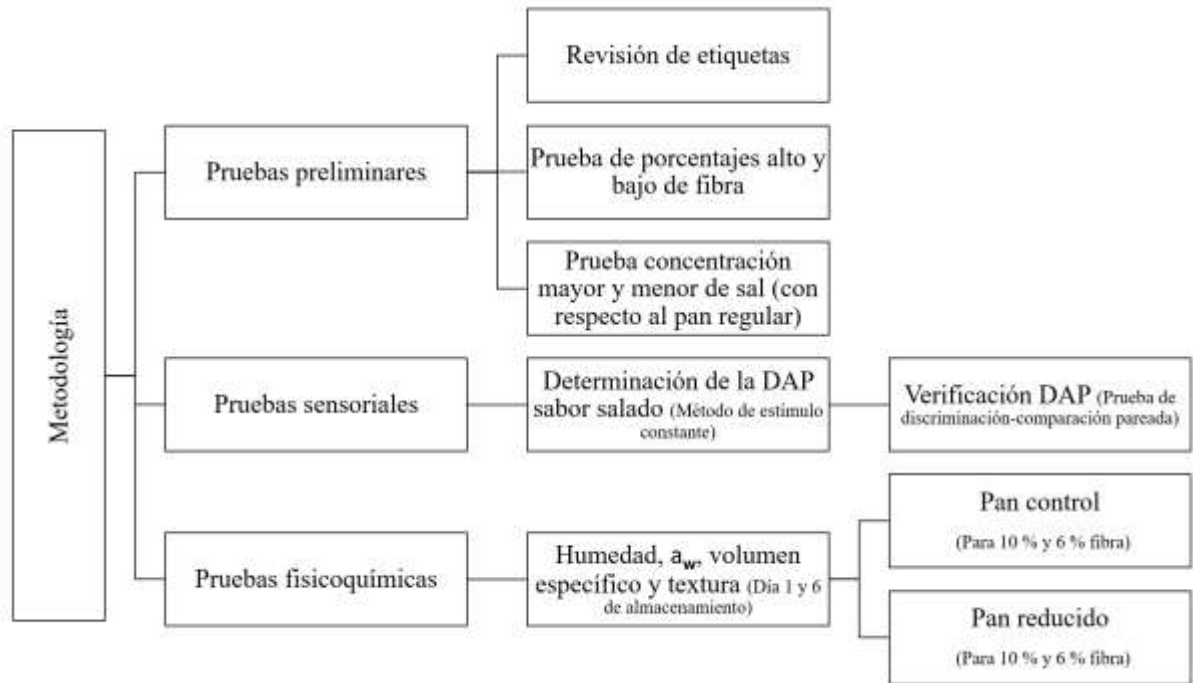 Metodología
Pruebas preliminares
Revisión de etiquetas
Prueba de porcentajes alto y
bajo de fibra
Prueba concentración
mayor y menor de sal (con
respecto al pan regular)
Pruebas sensoriales
Determinación de la DAP
sabor salado (Método de estímulo
constante)
Verificación DAP (Prueba de
discriminación-comparación pareada)
Pruebas fisicoquímicas
Humedad, aw, volumen
específico y textura (Día 1 y 6
de almacenamiento)
Pan control
(Para 10 % y 6 % fibra)
Pan reducido
(Para 10 % y 6 % fibra)